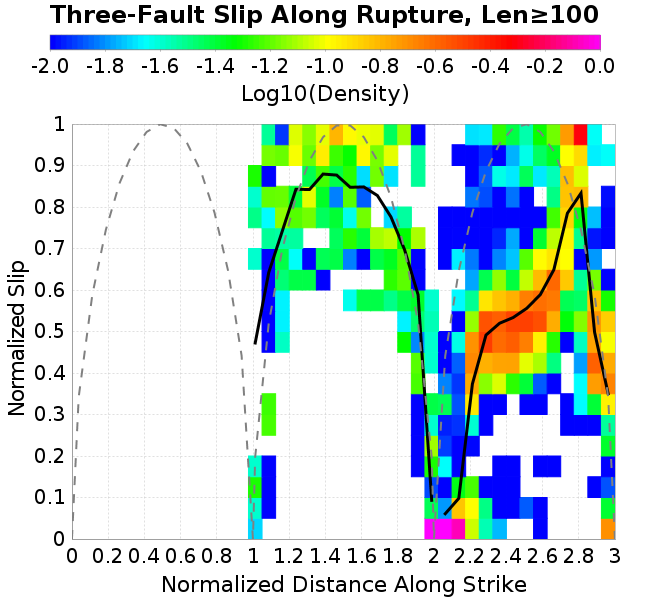 Three-Fault Slip Along Rupture, Len≥100
-2.0 -1.8 -1.6 -1.4 -1.2 -1.0 -0.8 -0.6 -0.4 -0.2 0.0
Log10(Density)
1
0.9
0.8
0.7
0.6
0.5
0.4
0.3
0.2
0.1
0
Normalized Slip
0 0.2 0.4 0.6 0.8 1 1.2 1.4 1.6 1.8 2 2.2 2.4 2.6 2.8 3
Normalized Distance Along Strike